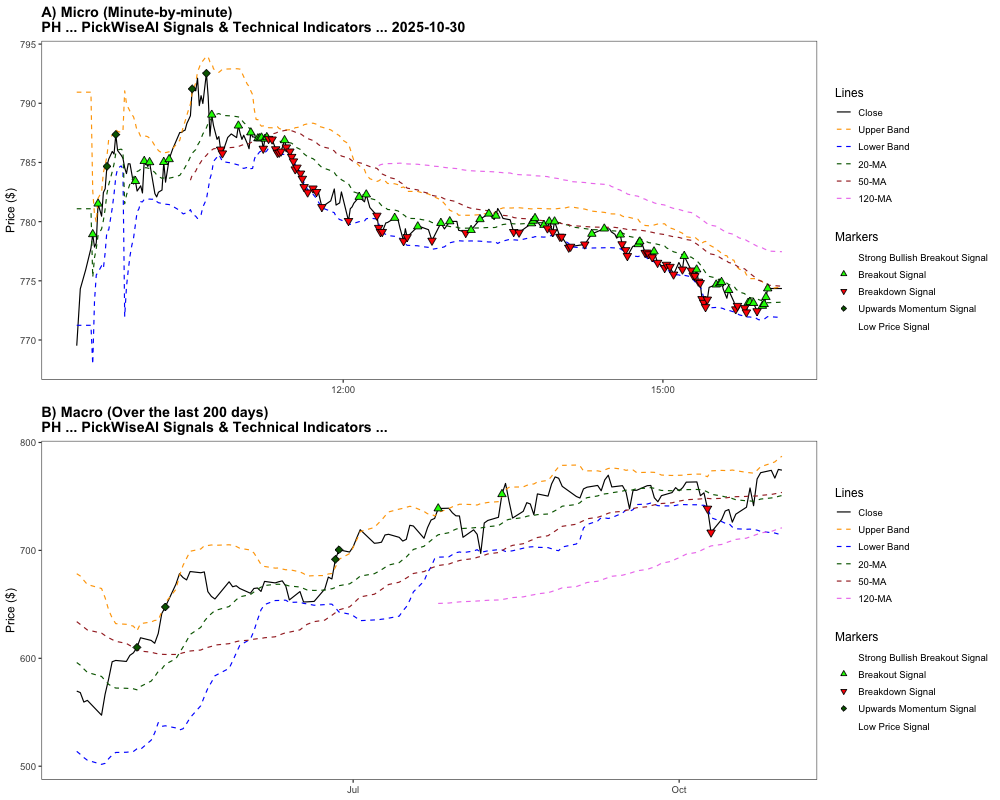 A) Micro (Minute-by-minute)
PH ... PickWiseAI Signals & Technical Indicators ... 2025-10-30
795
790
785
780
775
770
Price ($)
12:00
15:00
Lines
Close
Upper Band
Lower Band
20-MA
50-MA
120-MA
Markers
Strong Bullish Breakout Signal
Breakout Signal
Breakdown Signal
Upwards Momentum Signal
Low Price Signal
B) Macro (Over the last 200 days)
PH ... PickWiseAI Signals & Technical Indicators ...
800
700
600
500
Price ($)
Jul
Oct
Lines
Close
Upper Band
Lower Band
20-MA
50-MA
120-MA
Markers
Strong Bullish Breakout Signal
Breakout Signal
Breakdown Signal
Upwards Momentum Signal
Low Price Signal